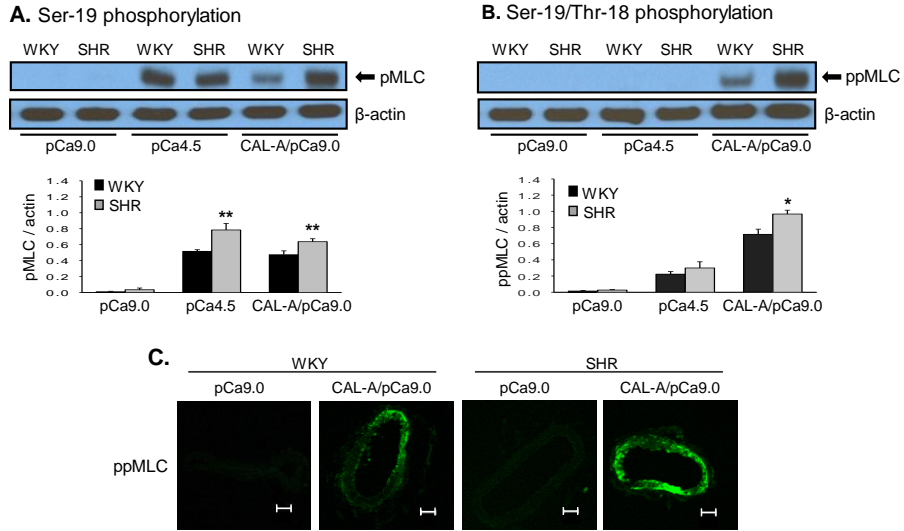 A. Ser-19 phosphorylation
WKY SHR WKY SHR WKY SHR
pMLC
β-actin
pCa9.0 pCa4.5 CAL-A/pCa9.0
pMLC / actin
1.4
1.2
1.0
0.8
0.6
0.4
0.2
0.0
WKY
SHR
** **
pCa9.0 pCa4.5 CAL-A/pCa9.0
B. Ser-19/Thr-18 phosphorylation
WKY SHR WKY SHR WKY SHR
ppMLC
β-actin
pCa9.0 pCa4.5 CAL-A/pCa9.0
ppMLC / actin
1.4
1.2
1.0
0.8
0.6
0.4
0.2
0.0
WKY
SHR
*
pCa9.0 pCa4.5 CAL-A/pCa9.0
C.
WKY SHR
pCa9.0 CAL-A/pCa9.0 pCa9.0 CAL-A/pCa9.0
ppMLC